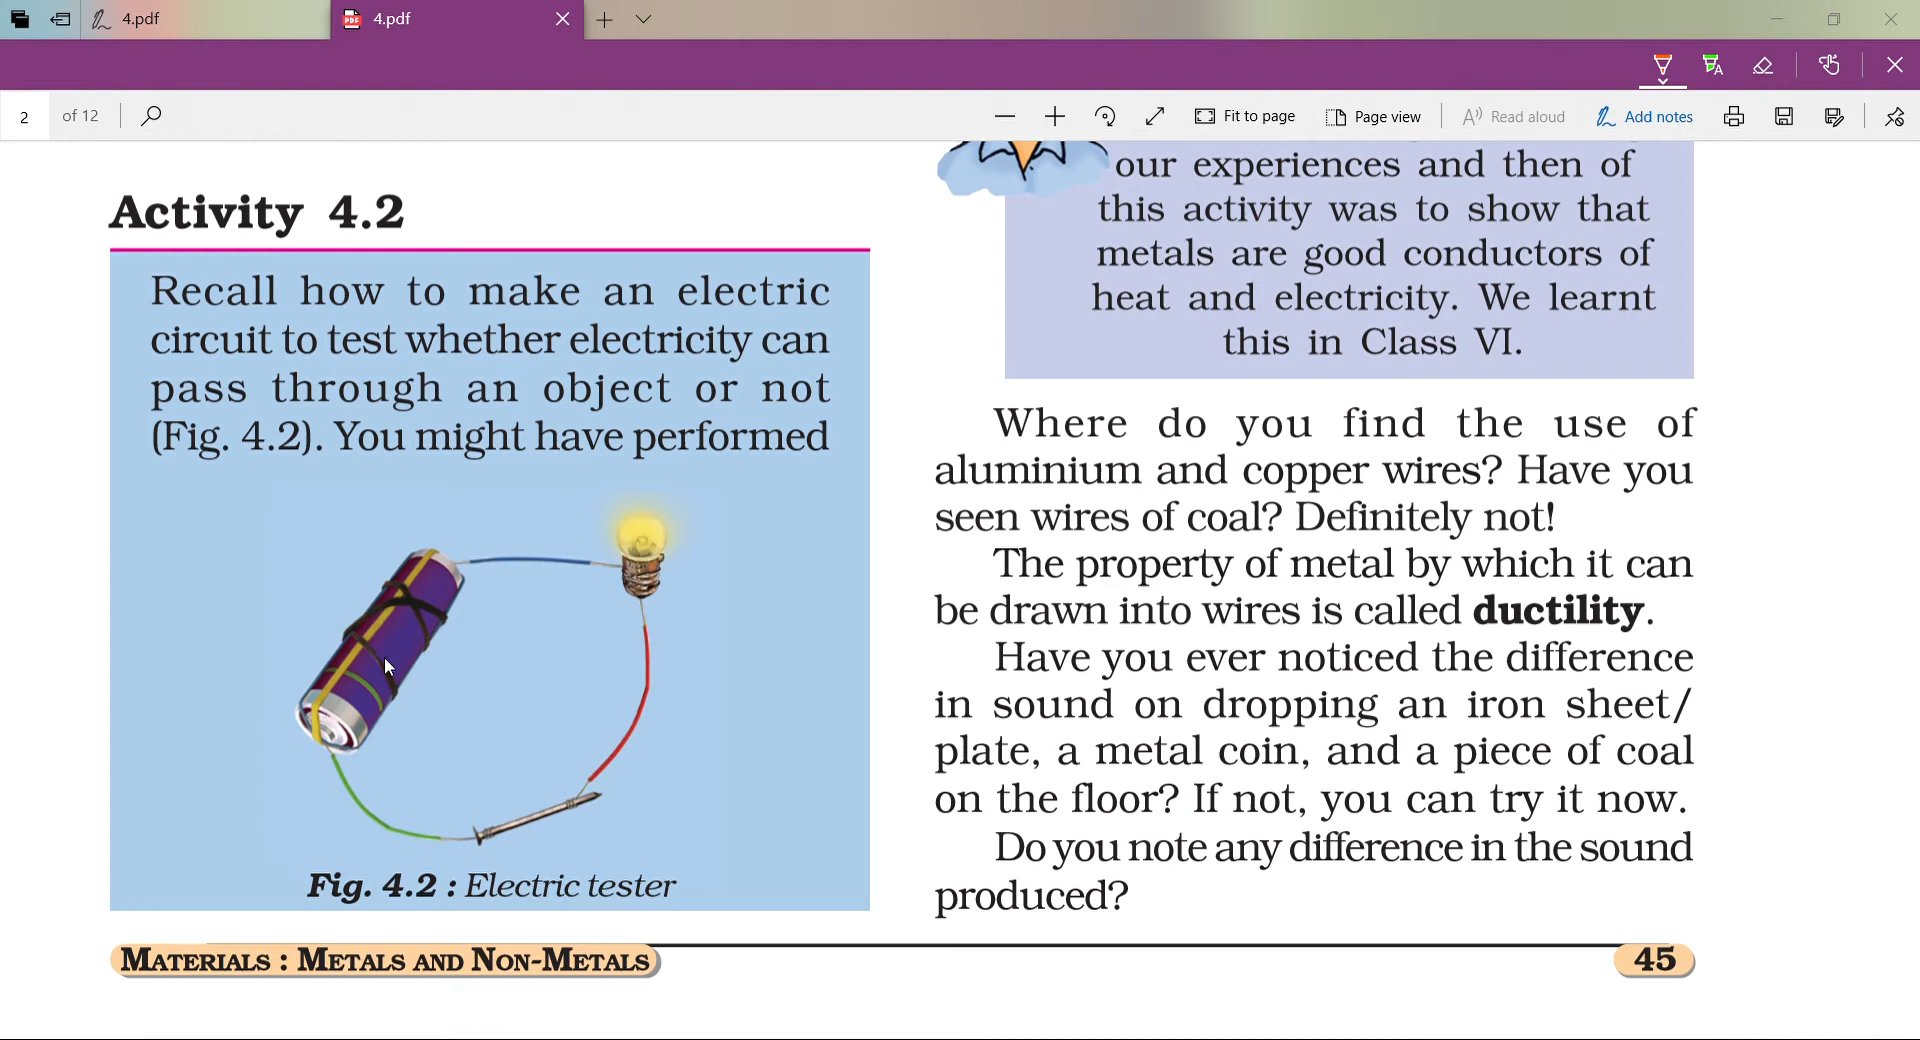 4.pdf
4.pdf
2 of 12
Fit to page
Page view
Read aloud
Add notes
Activity 4.2
Recall how to make an electric
circuit to test whether electricity can
pass through an object or not
(Fig. 4.2). You might have performed
Fig. 4.2 : Electric tester
our experiences and then of
this activity was to show that
metals are good conductors of
heat and electricity. We learnt
this in Class VI.
Where do you find the use of
aluminium and copper wires? Have you
seen wires of coal? Definitely not!
The property of metal by which it can
be drawn into wires is called ductility.
Have you ever noticed the difference
in sound on dropping an iron sheet/
plate, a metal coin, and a piece of coal
on the floor? If not, you can try it now.
Do you note any difference in the sound
produced?
MATERIALS : METALS AND NON-METALS
45